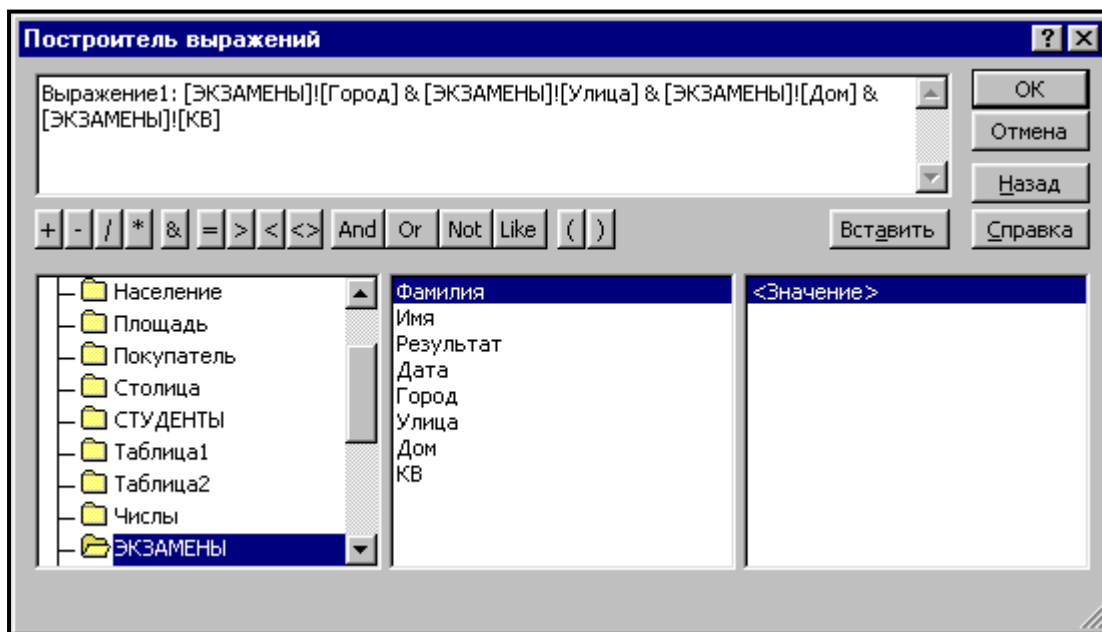 Построитель выражений
? ×
Выражение1: [ЭКЗАМЕНЫ]![Город] & [ЭКЗАМЕНЫ]![Улица] & [ЭКЗАМЕНЫ]![Дом] &
[ЭКЗАМЕНЫ]![КВ]
ОК
Отмена
Назад
+ - / * & = > < <> And Or Not Like ( )
Вставить
Справка
Население
Площадь
Покупатель
Столица
СТУДЕНТЫ
Таблица1
Таблица2
Числы
ЭКЗАМЕНЫ
Фамилия
Имя
Результат
Дата
Город
Улица
Дом
КВ
<Значение>